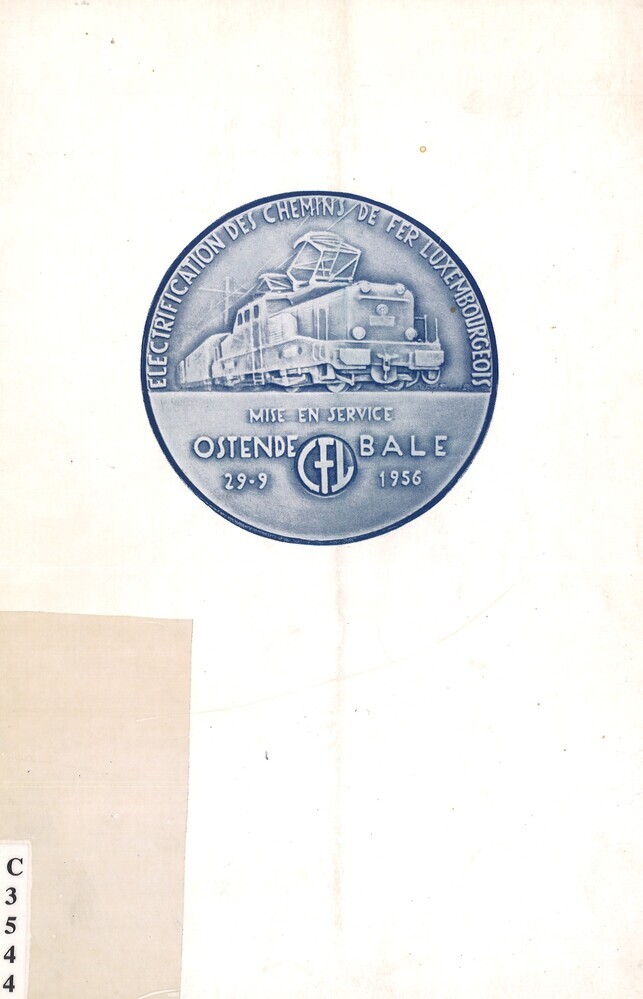 ELECTRIFICATION DES CHEMINS DE FER LUXEMBOURGEOIS
MISE EN SERVICE
OSTENDE CFL BALE
29-9 1956
C
3
5
4
4